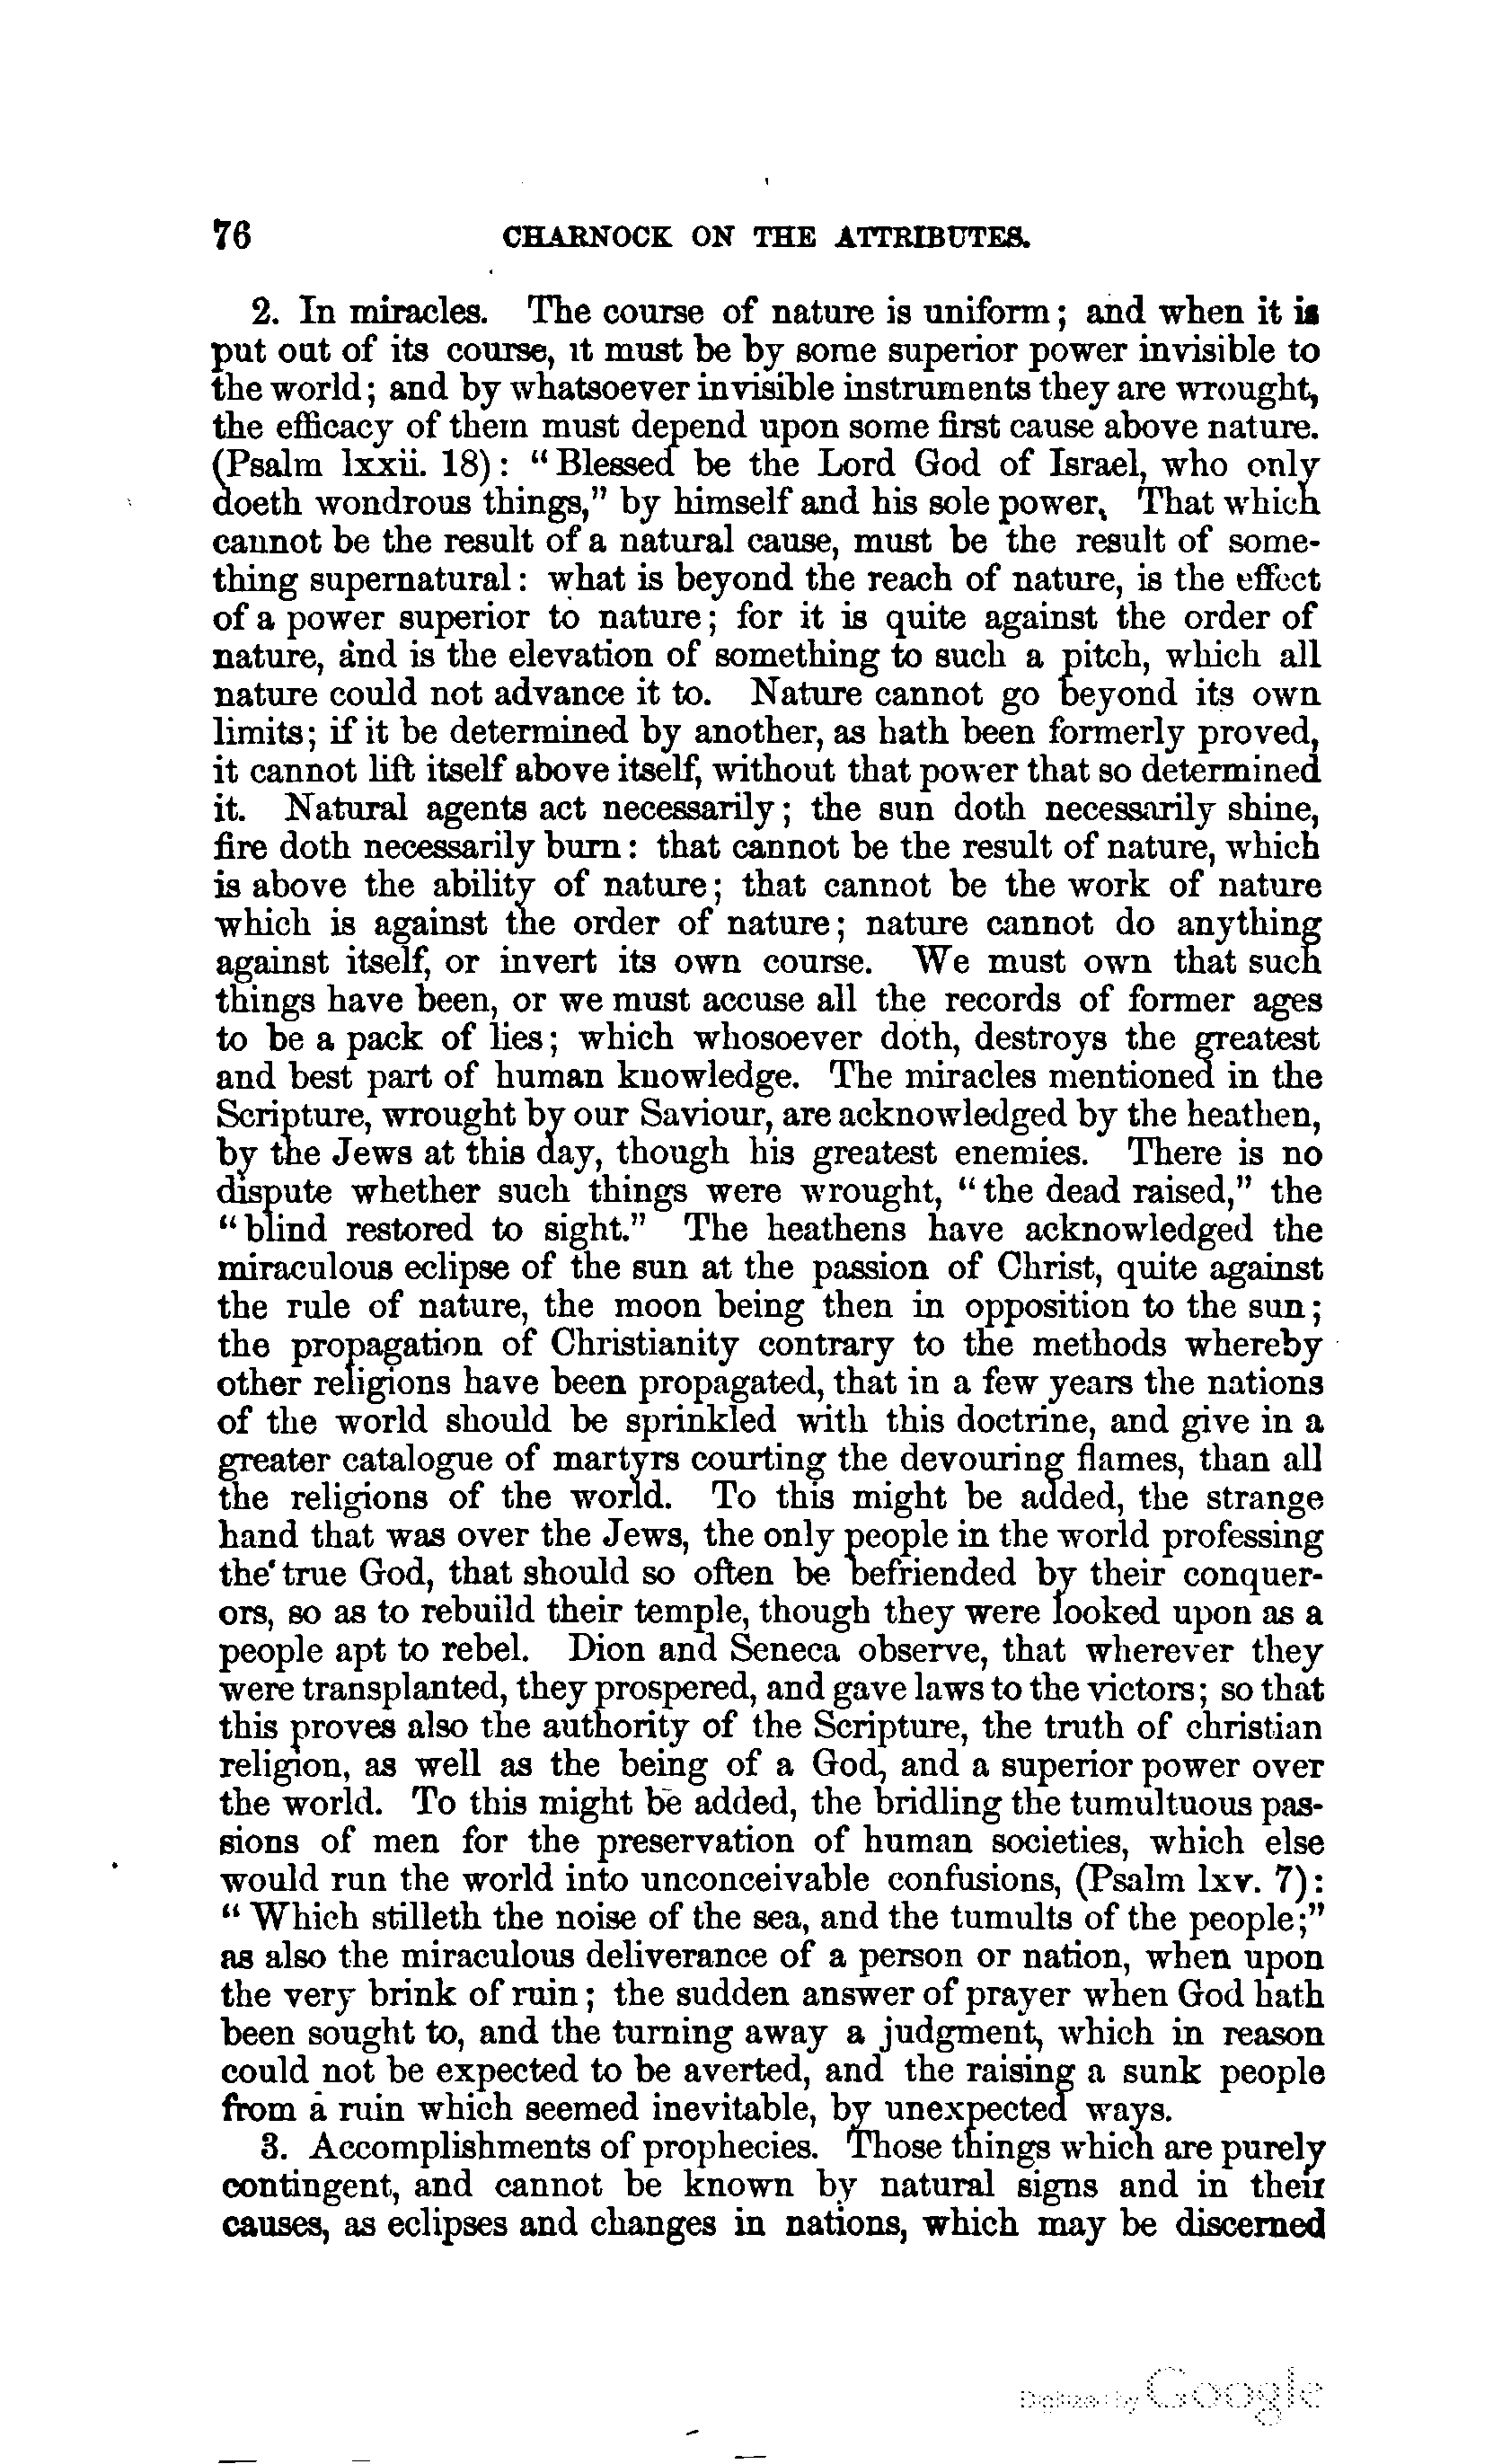 76 CHARNOCK ON THE ATTRIBUTES.
2. In miracles. The course of nature is uniform; and when it is
put out of its course, it must be by some superior power invisible to
the world; and by whatsoever invisible instruments they are wrought,
the efficacy of them must depend upon some first cause above nature.
(Psalm lxxii. 18): “Blessed be the Lord God of Israel, who only
doeth wondrous things,” by himself and his sole power. That which
cannot be the result of a natural cause, must be the result of some-
thing supernatural: what is beyond the reach of nature, is the effect
of a power superior to nature; for it is quite against the order of
nature, and is the elevation of something to such a pitch, which all
nature could not advance it to. Nature cannot go beyond its own
limits; if it be determined by another, as hath been formerly proved,
it cannot lift itself above itself, without that power that so determined
it. Natural agents act necessarily; the sun doth necessarily shine,
fire doth necessarily burn: that cannot be the result of nature, which
is above the ability of nature; that cannot be the work of nature
which is against the order of nature; nature cannot do anything
against itself, or invert its own course. We must own that such
things have been, or we must accuse all the records of former ages
to be a pack of lies; which whosoever doth, destroys the greatest
and best part of human knowledge. The miracles mentioned in the
Scripture, wrought by our Saviour, are acknowledged by the heathen,
by the Jews at this day, though his greatest enemies. There is no
dispute whether such things were wrought, “the dead raised,” the
“blind restored to sight.” The heathens have acknowledged the
miraculous eclipse of the sun at the passion of Christ, quite against
the rule of nature, the moon being then in opposition to the sun;
the propagation of Christianity contrary to the methods whereby
other religions have been propagated, that in a few years the nations
of the world should be sprinkled with this doctrine, and give in a
greater catalogue of martyrs courting the devouring flames, than all
the religions of the world. To this might be added, the strange
hand that was over the Jews, the only people in the world professing
the true God, that should so often be befriended by their conquer-
ors, so as to rebuild their temple, though they were looked upon as a
people apt to rebel. Dion and Seneca observe, that wherever they
were transplanted, they prospered, and gave laws to the victors; so that
this proves also the authority of the Scripture, the truth of christian
religion, as well as the being of a God, and a superior power over
the world. To this might be added, the bridling the tumultuous pas-
sions of men for the preservation of human societies, which else
would run the world into unconceivable confusions, (Psalm lxv. 7):
“Which stilleth the noise of the sea, and the tumults of the people;”
as also the miraculous deliverance of a person or nation, when upon
the very brink of ruin; the sudden answer of prayer when God hath
been sought to, and the turning away a judgment, which in reason
could not be expected to be averted, and the raising a sunk people
from a ruin which seemed inevitable, by unexpected ways.
3. Accomplishments of prophecies. Those things which are purely
contingent, and cannot be known by natural signs and in their
causes, as eclipses and changes in nations, which may be discerned
Digitized by Google